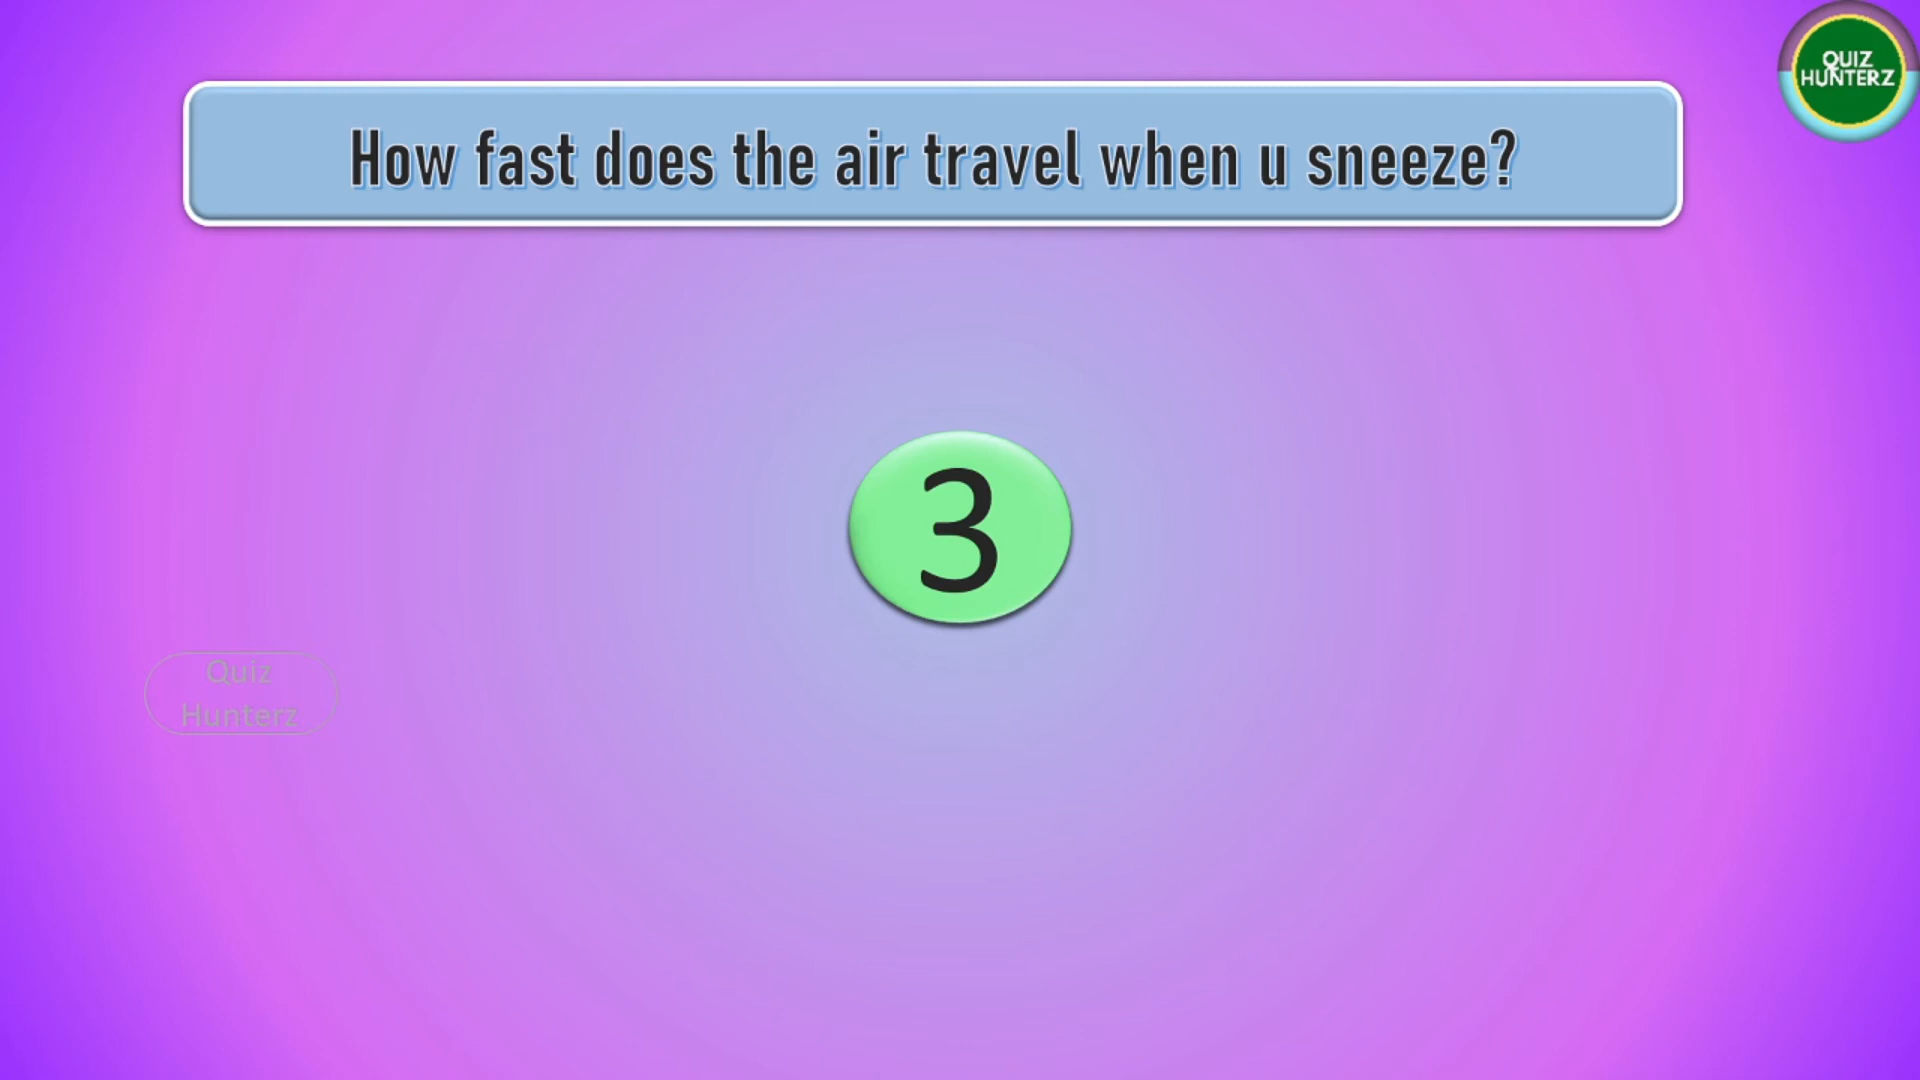 QUIZ
HUNTERZ
How fast does the air travel when u sneeze?
3
Quiz
Hunterz